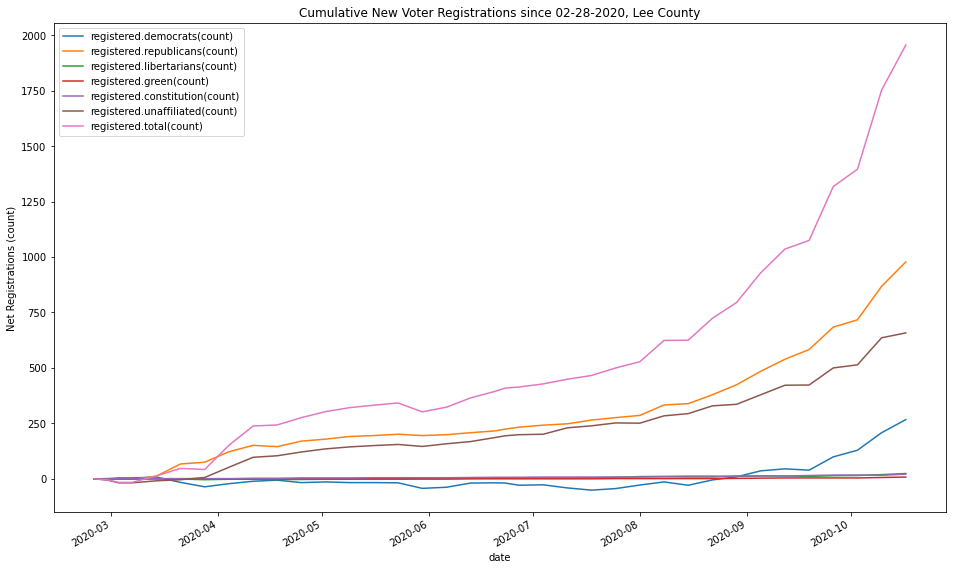 Cumulative New Voter Registrations since 02-28-2020, Lee County
registered.democrats(count)
registered.republicans(count)
registered.libertarians(count)
registered.green(count)
registered.constitution(count)
registered.unaffiliated(count)
registered.total(count)
Net Registrations (count)
2000
1750
1500
1250
1000
750
500
250
0
2020-03
2020-04
2020-05
2020-06
2020-07
2020-08
2020-09
2020-10
date